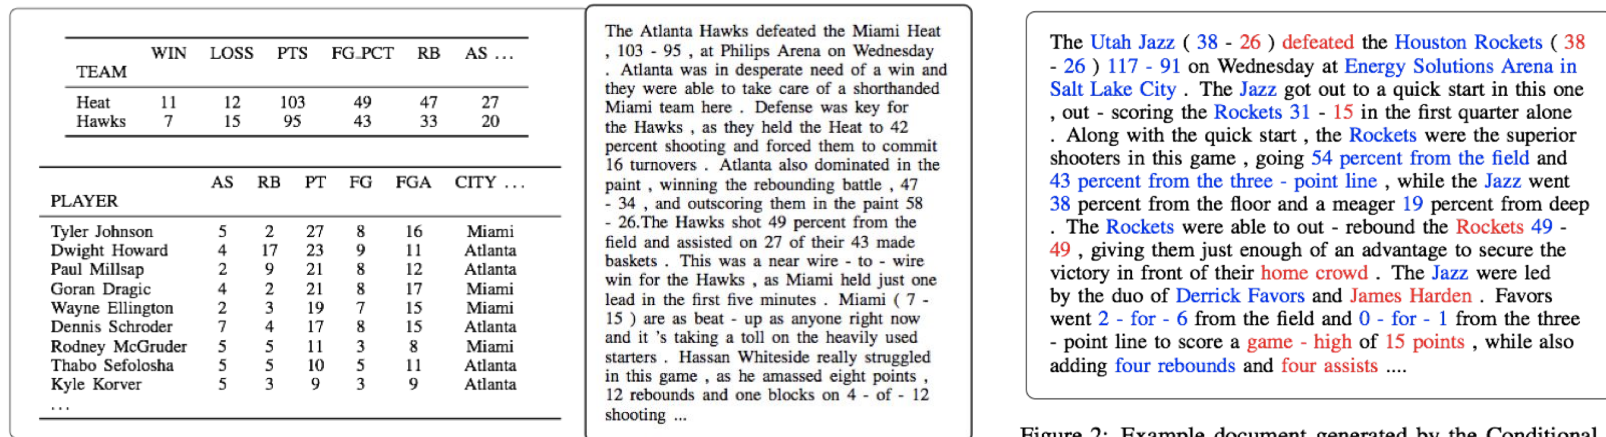 WIN LOSS PTS FG_PCT RB AS ...
TEAM
Heat 11 12 103 49 47 27
Hawks 7 15 95 43 33 20
AS RB PT FG FGA CITY ...
PLAYER
Tyler Johnson 5 2 27 8 16 Miami
Dwight Howard 4 17 23 9 11 Atlanta
Paul Millsap 2 9 21 8 12 Atlanta
Goran Dragic 4 2 21 8 17 Miami
Wayne Ellington 2 3 19 7 15 Miami
Dennis Schroder 7 4 17 8 15 Atlanta
Rodney McGruder 5 5 11 3 8 Miami
Thabo Sefolosha 5 5 10 5 11 Atlanta
Kyle Korver 5 3 9 3 9 Atlanta
...
The Atlanta Hawks defeated the Miami Heat
, 103 - 95 , at Philips Arena on Wednesday
. Atlanta was in desperate need of a win and
they were able to take care of a shorthanded
Miami team here . Defense was key for
the Hawks , as they held the Heat to 42
percent shooting and forced them to commit
16 turnovers . Atlanta also dominated in the
paint , winning the rebounding battle , 47
- 34 , and outscoring them in the paint 58
- 26.The Hawks shot 49 percent from the
field and assisted on 27 of their 43 made
baskets . This was a near wire - to - wire
win for the Hawks , as Miami held just one
lead in the first five minutes . Miami ( 7 -
15 ) are as beat - up as anyone right now
and it 's taking a toll on the heavily used
starters . Hassan Whiteside really struggled
in this game , as he amassed eight points ,
12 rebounds and one blocks on 4 - of - 12
shooting ...
The Utah Jazz ( 38 - 26 ) defeated the Houston Rockets ( 38
- 26 ) 117 - 91 on Wednesday at Energy Solutions Arena in
Salt Lake City . The Jazz got out to a quick start in this one
, out - scoring the Rockets 31 - 15 in the first quarter alone
. Along with the quick start , the Rockets were the superior
shooters in this game , going 54 percent from the field and
43 percent from the three - point line , while the Jazz went
38 percent from the floor and a meager 19 percent from deep
. The Rockets were able to out - rebound the Rockets 49 -
49 , giving them just enough of an advantage to secure the
victory in front of their home crowd . The Jazz were led
by the duo of Derrick Favors and James Harden . Favors
went 2 - for - 6 from the field and 0 - for - 1 from the three
- point line to score a game - high of 15 points , while also
adding four rebounds and four assists ....
Figure 2: Example document generated by the Conditional